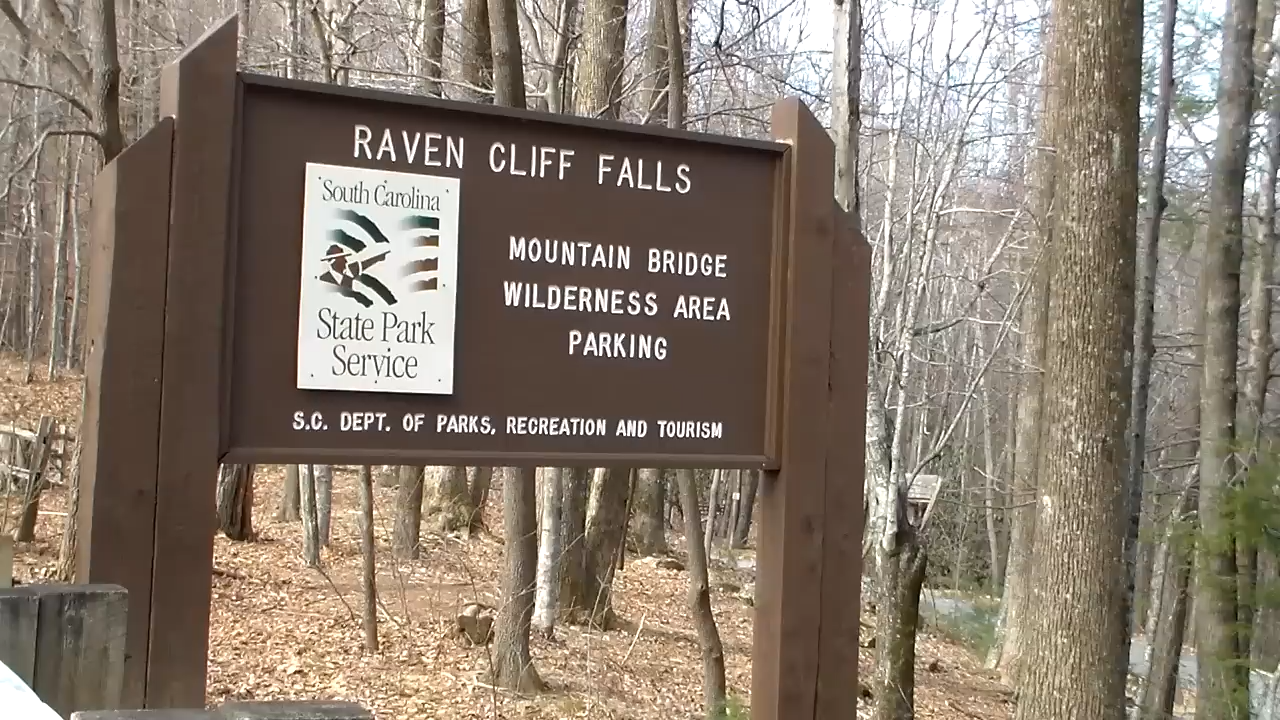 RAVEN CLIFF FALLS
South Carolina
State Park
Service
MOUNTAIN BRIDGE
WILDERNESS AREA
PARKING
S.C. DEPT. OF PARKS, RECREATION AND TOURISM